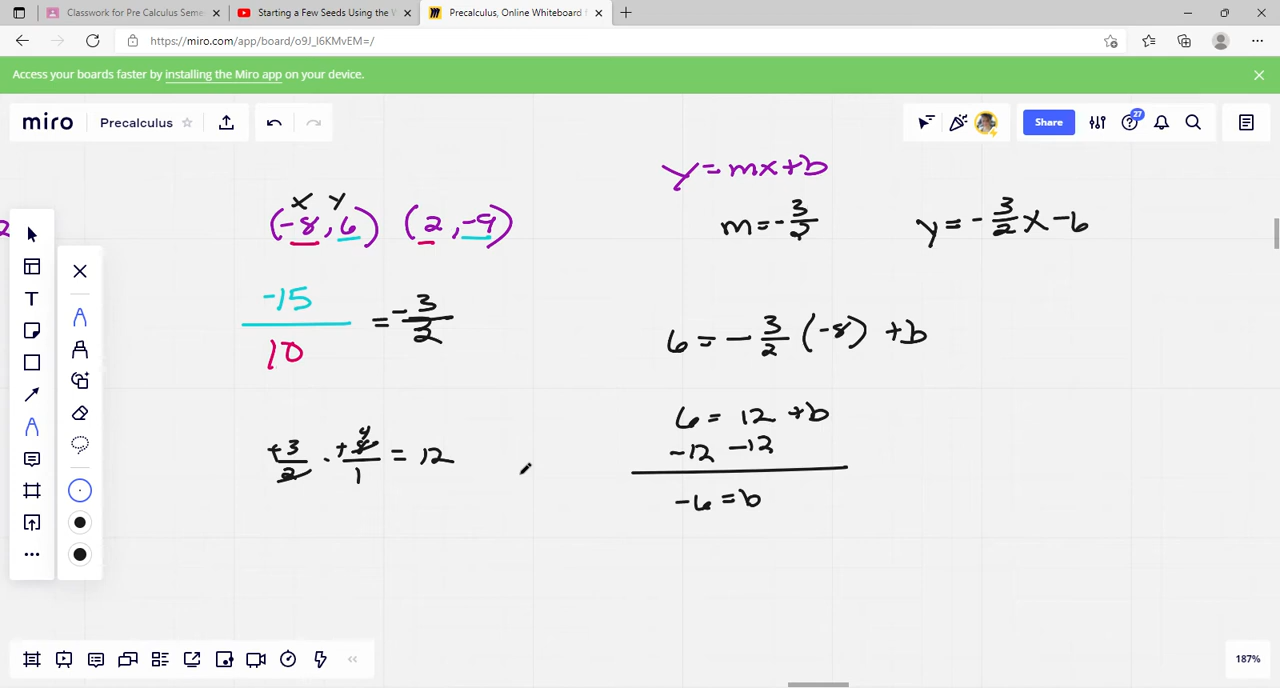 Classwork for Pre Calculus Seme
Starting a Few Seeds Using the W
Precalculus, Online Whiteboard f
https://miro.com/app/board/o9J_l6KMvEM=/
Access your boards faster by installing the Miro app on your device.
miro
Precalculus
Share
27
y = mx + b
x y
(-8, 6) (2, -9)
m = -3/2
y = -3/2 x - 6
-15/10 = -3/2
6 = -3/2 (-8) + b
6 = 12 + b
-12 -12
-6 = b
+3/2 · +8/1 = 12
4
T
187%